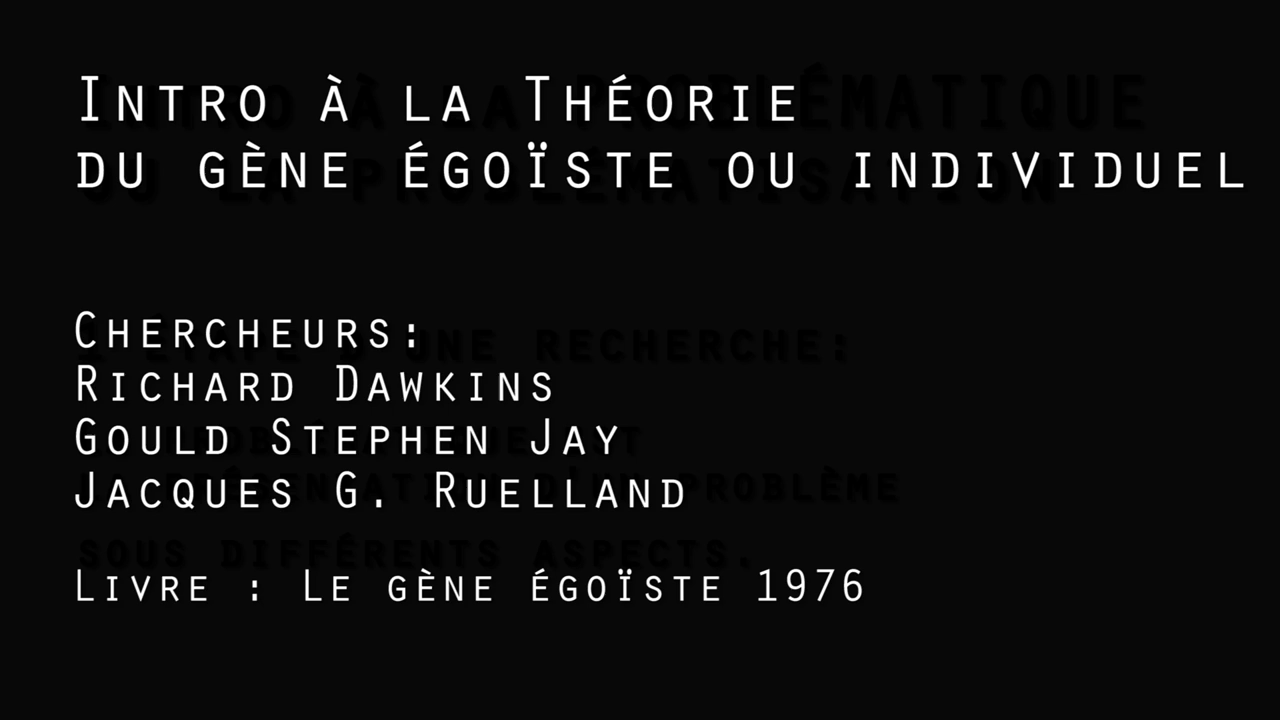 Intro à la Théorie
du gène égoïste ou individuel
Chercheurs:
Richard Dawkins
Gould Stephen Jay
Jacques G. Ruelland
Livre : Le gène égoïste 1976